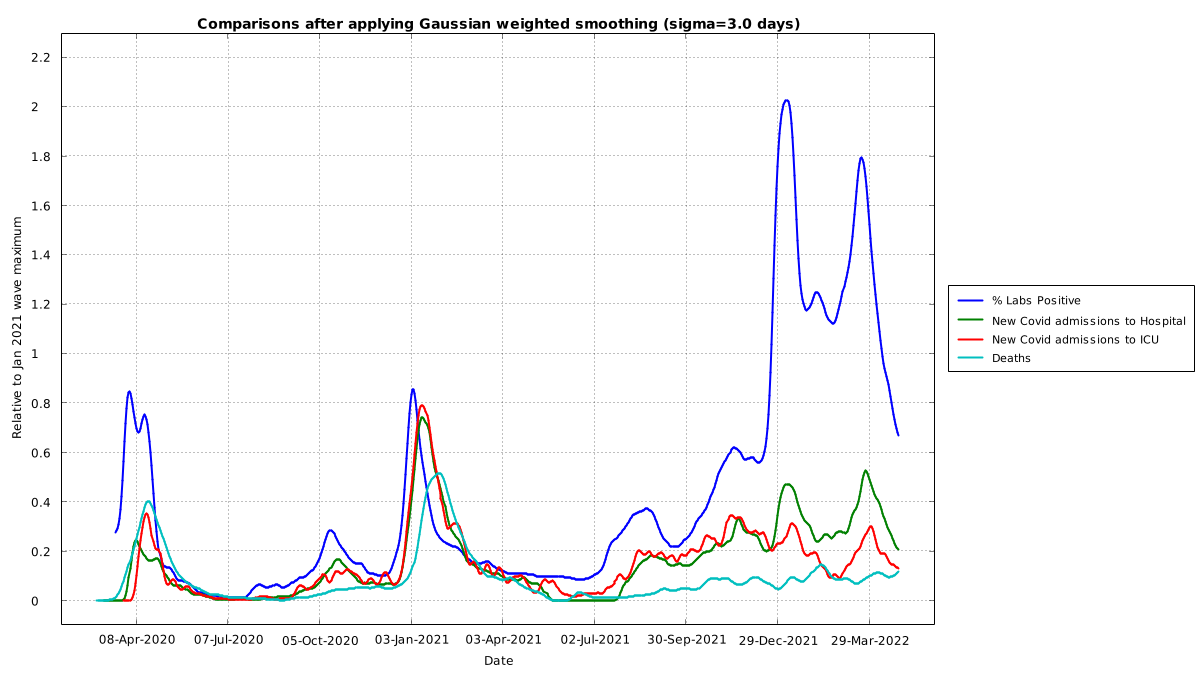 Comparisons after applying Gaussian weighted smoothing (sigma=3.0 days)
2.2
2
1.8
1.6
1.4
1.2
1
0.8
0.6
0.4
0.2
0
Relative to Jan 2021 wave maximum
08-Apr-2020 07-Jul-2020 05-Oct-2020 03-Jan-2021 03-Apr-2021 02-Jul-2021 30-Sep-2021 29-Dec-2021 29-Mar-2022
Date
% Labs Positive
New Covid admissions to Hospital
New Covid admissions to ICU
Deaths